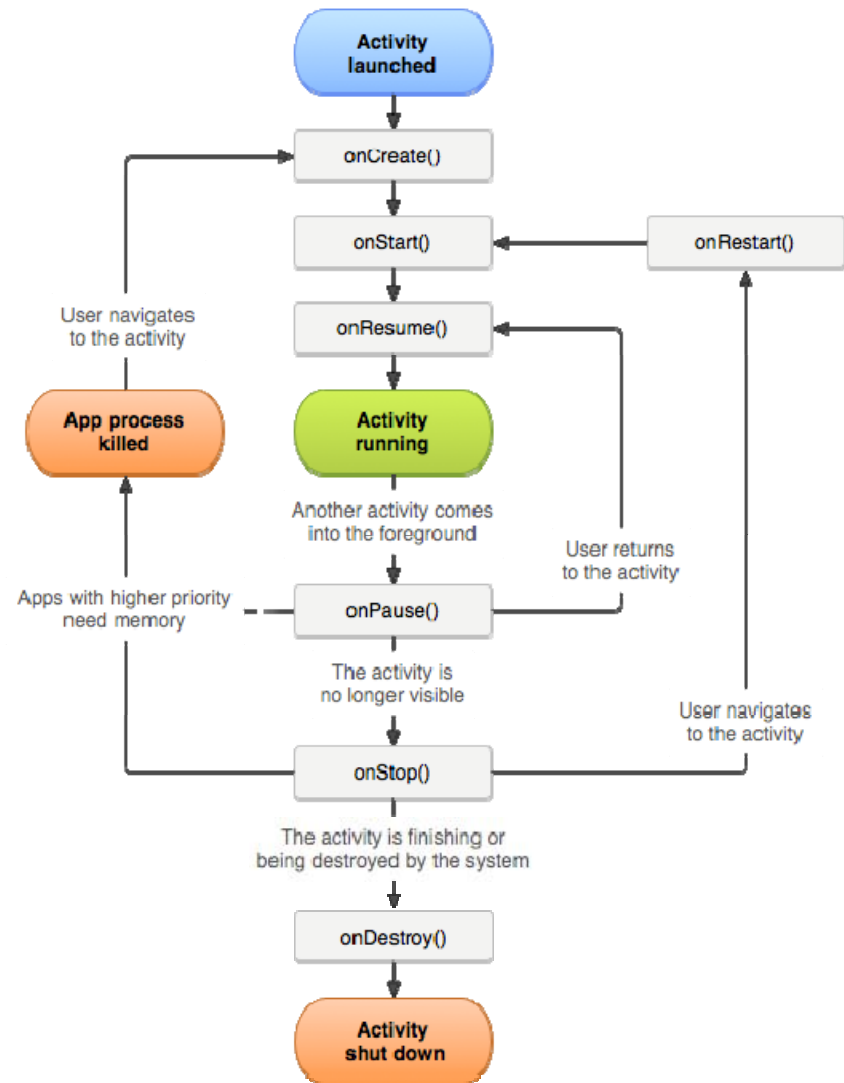 Activity
launched
onCreate()
onStart()
onRestart()
User navigates
to the activity
onResume()
App process
killed
Activity
running
Another activity comes
into the foreground
User returns
to the activity
Apps with higher priority
need memory
onPause()
The activity is
no longer visible
User navigates
to the activity
onStop()
The activity is finishing or
being destroyed by the system
onDestroy()
Activity
shut down